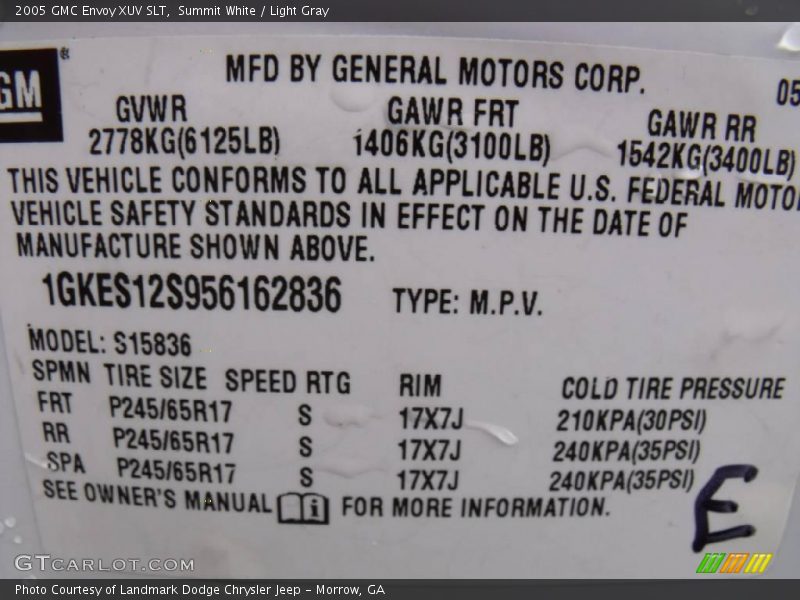 2005 GMC Envoy XUV SLT, Summit White / Light Gray
GM ®
MFD BY GENERAL MOTORS CORP. 05
GVWR GAWR FRT GAWR RR
2778KG(6125LB) 1406KG(3100LB) 1542KG(3400LB)
THIS VEHICLE CONFORMS TO ALL APPLICABLE U.S. FEDERAL MOTO
VEHICLE SAFETY STANDARDS IN EFFECT ON THE DATE OF
MANUFACTURE SHOWN ABOVE.
1GKES12S956162836 TYPE: M.P.V.
MODEL: S15836
SPMN TIRE SIZE SPEED RTG RIM COLD TIRE PRESSURE
FRT P245/65R17 S 17X7J 210KPA(30PSI)
RR P245/65R17 S 17X7J 240KPA(35PSI)
SPA P245/65R17 S 17X7J 240KPA(35PSI)
SEE OWNER'S MANUAL i FOR MORE INFORMATION.
E
GTCARLOT.COM
Photo Courtesy of Landmark Dodge Chrysler Jeep – Morrow, GA